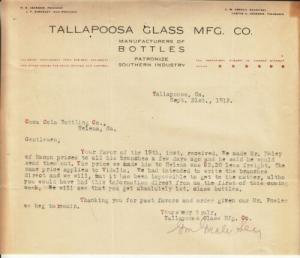 TALLAPOOSA GLASS MFG. CO.
MANUFACTURERS OF
BOTTLES
PATRONIZE
SOUTHERN INDUSTRY
Tallapoosa, Ga.
Sept. 21st., 1912.
Coca Cola Bottling Co.,
Helena, Ga.
Gentlemen;
Your favor of the 19th, inst, received. We made Mr. Haley
of Macon prices to all his branches a few days ago and he said he would
send them out. The price we made him to Helena was $2,20 less freight. The
same price applies to Vidalia. We had intended to write the branches
direct and we will, but it has been impossible to get to the matter, altho
you would have had this information direct from us the first of this coming
week. We will see that you get absolutely 1st. class bottles.
Thanking you for past favors and order given our Mr.
we beg to remain.
Yours very truly,
Tallapoosa Glass Mfg. Co.